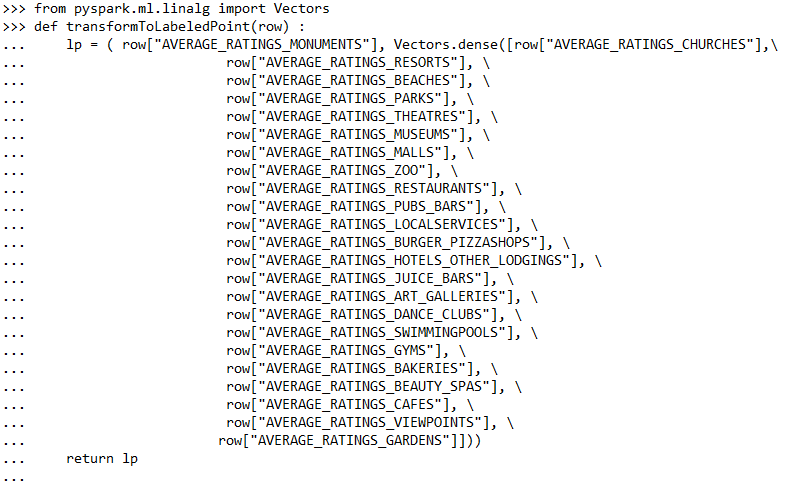 >>> from pyspark.ml.linalg import Vectors
>>> def transformToLabeledPoint(row) :
...     lp = ( row["AVERAGE_RATINGS_MONUMENTS"], Vectors.dense([row["AVERAGE_RATINGS_CHURCHES"],\
...                         row["AVERAGE_RATINGS_RESORTS"], \
...                         row["AVERAGE_RATINGS_BEACHES"], \
...                         row["AVERAGE_RATINGS_PARKS"], \
...                         row["AVERAGE_RATINGS_THEATRES"], \
...                         row["AVERAGE_RATINGS_MUSEUMS"], \
...                         row["AVERAGE_RATINGS_MALLS"], \
...                         row["AVERAGE_RATINGS_ZOO"], \
...                         row["AVERAGE_RATINGS_RESTAURANTS"], \
...                         row["AVERAGE_RATINGS_PUBS_BARS"], \
...                         row["AVERAGE_RATINGS_LOCALSERVICES"], \
...                         row["AVERAGE_RATINGS_BURGER_PIZZASHOPS"], \
...                         row["AVERAGE_RATINGS_HOTELS_OTHER_LODGINGS"], \
...                         row["AVERAGE_RATINGS_JUICE_BARS"], \
...                         row["AVERAGE_RATINGS_ART_GALLERIES"], \
...                         row["AVERAGE_RATINGS_DANCE_CLUBS"], \
...                         row["AVERAGE_RATINGS_SWIMMINGPOOLS"], \
...                         row["AVERAGE_RATINGS_GYMS"], \
...                         row["AVERAGE_RATINGS_BAKERIES"], \
...                         row["AVERAGE_RATINGS_BEAUTY_SPAS"], \
...                         row["AVERAGE_RATINGS_CAFES"], \
...                         row["AVERAGE_RATINGS_VIEWPOINTS"], \
...                        row["AVERAGE_RATINGS_GARDENS"]]))
...     return lp
...